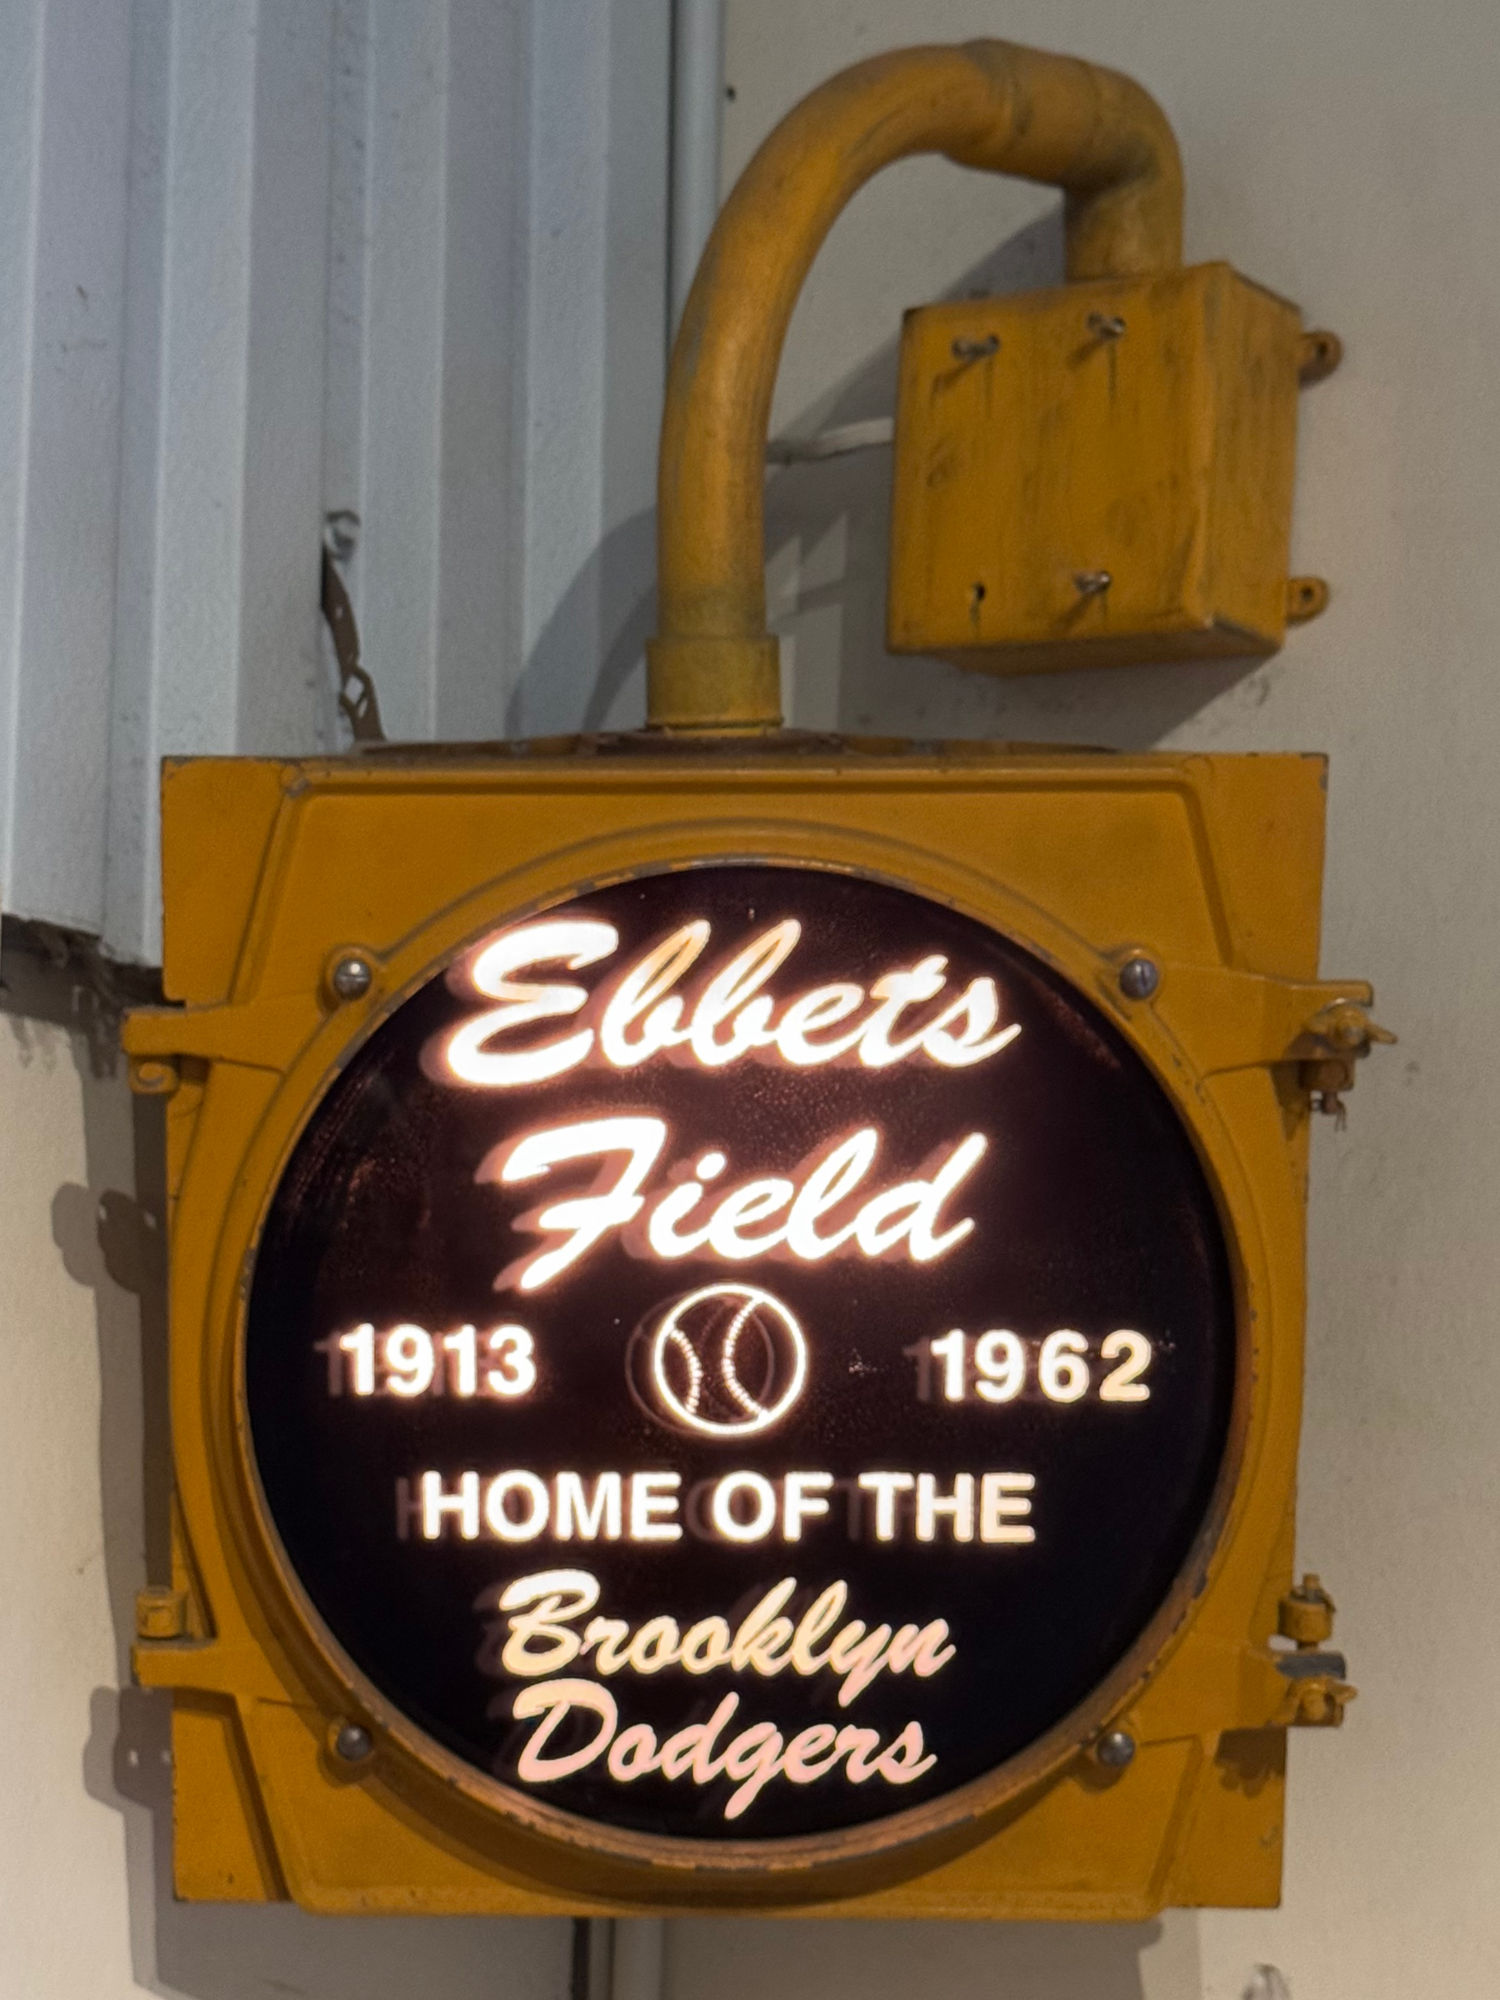 Ebbets
Field
1913 1962
HOME OF THE
Brooklyn
Dodgers